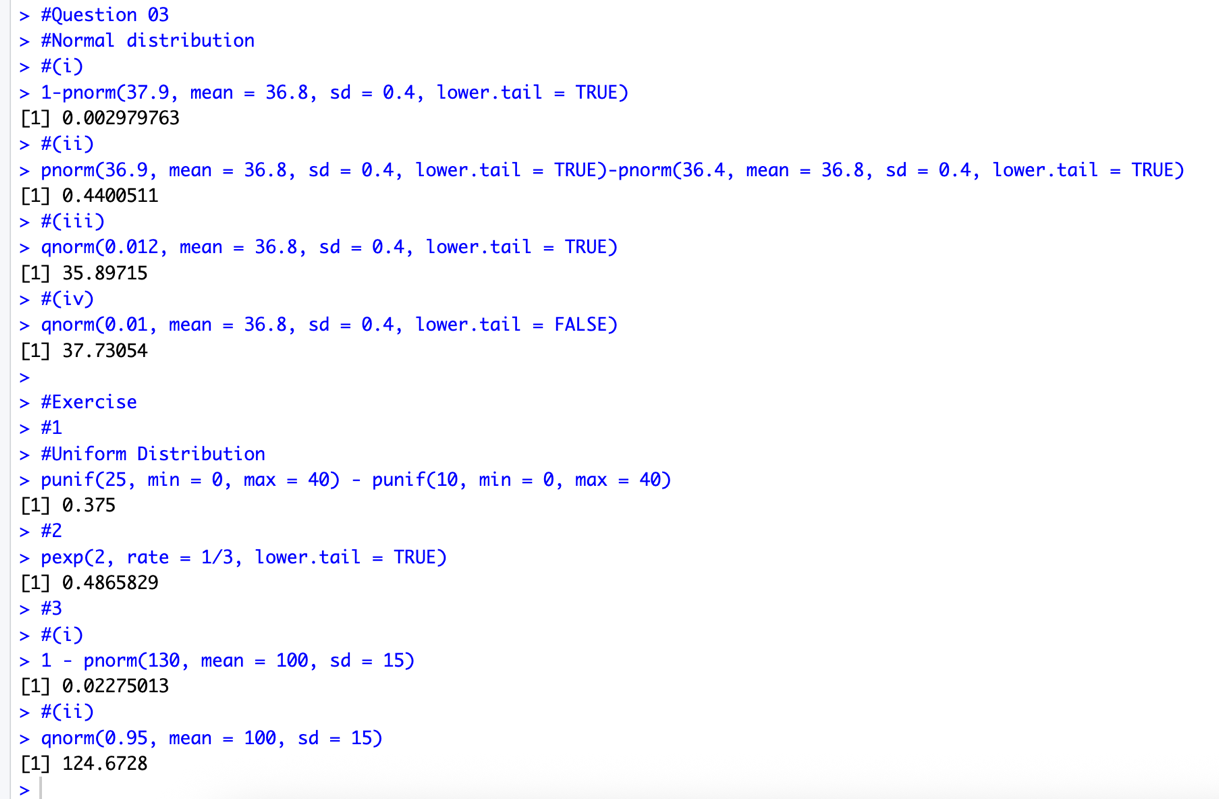 > #Question 03
> #Normal distribution
> #(i)
> 1-pnorm(37.9, mean = 36.8, sd = 0.4, lower.tail = TRUE)
[1] 0.002979763
> #(ii)
> pnorm(36.9, mean = 36.8, sd = 0.4, lower.tail = TRUE)-pnorm(36.4, mean = 36.8, sd = 0.4, lower.tail = TRUE)
[1] 0.4400511
> #(iii)
> qnorm(0.012, mean = 36.8, sd = 0.4, lower.tail = TRUE)
[1] 35.89715
> #(iv)
> qnorm(0.01, mean = 36.8, sd = 0.4, lower.tail = FALSE)
[1] 37.73054
>
> #Exercise
> #1
> #Uniform Distribution
> punif(25, min = 0, max = 40) - punif(10, min = 0, max = 40)
[1] 0.375
> #2
> pexp(2, rate = 1/3, lower.tail = TRUE)
[1] 0.4865829
> #3
> #(i)
> 1 - pnorm(130, mean = 100, sd = 15)
[1] 0.02275013
> #(ii)
> qnorm(0.95, mean = 100, sd = 15)
[1] 124.6728
>